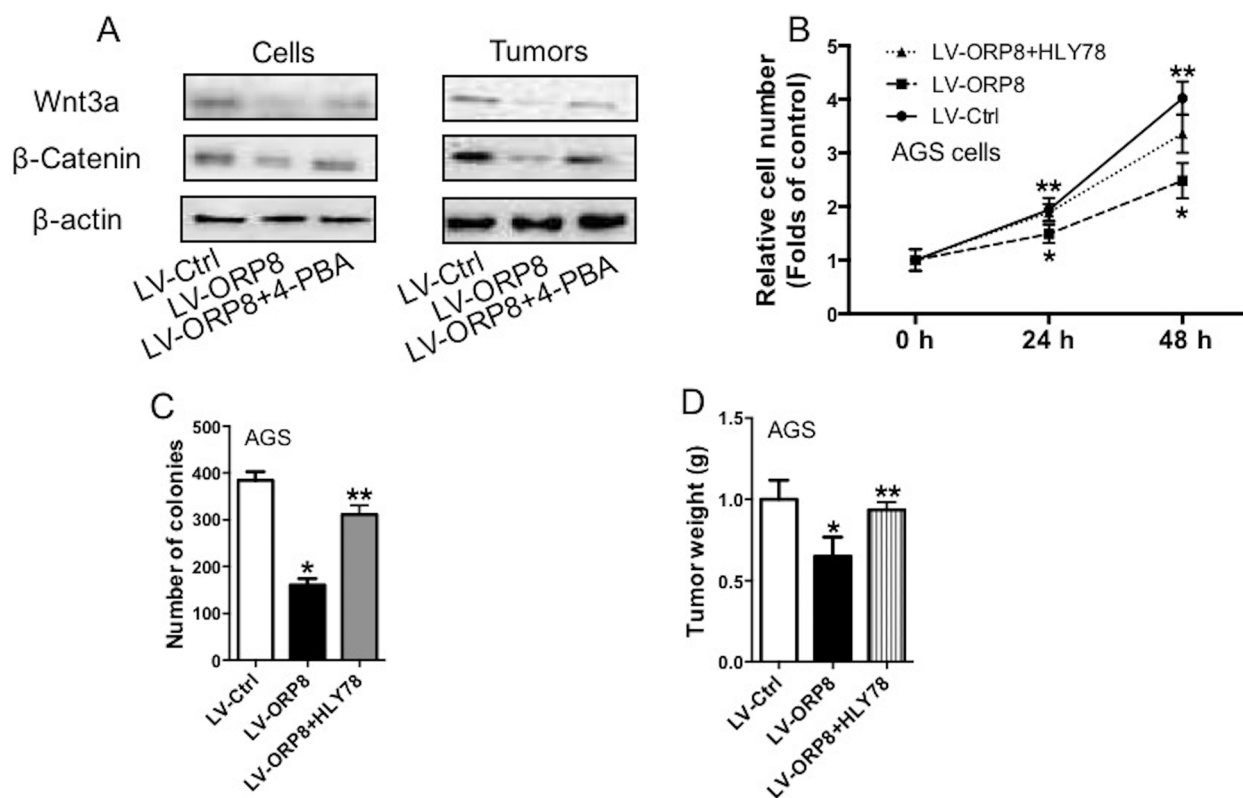 A
Cells
Tumors
Wnt3a
β-Catenin
β-actin
LV-Ctrl
LV-ORP8
LV-ORP8+4-PBA
LV-Ctrl
LV-ORP8
LV-ORP8+4-PBA
B
Relative cell number
(Folds of control)
5
4
3
2
1
0
LV-ORP8+HLY78
LV-ORP8
LV-Ctrl
AGS cells
**
*
**
*
0 h
24 h
48 h
C
Number of colonies
500
400
300
200
100
0
AGS
*
**
LV-Ctrl
LV-ORP8
LV-ORP8+HLY78
D
Tumor weight (g)
1.5
1.0
0.5
0.0
AGS
*
**
LV-Ctrl
LV-ORP8
LV-ORP8+HLY78